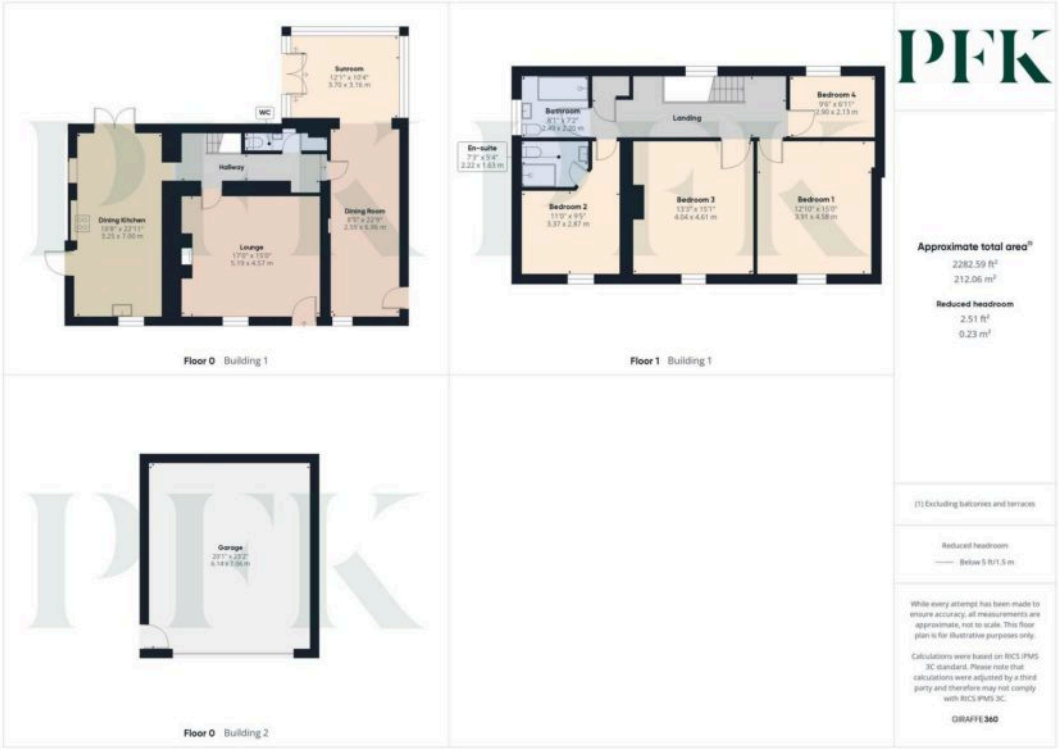 Sunroom
12'1" x 10'4"
3.70 x 3.16 m
WC
Hallway
Dining Kitchen
10'8" x 22'11"
3.25 x 7.00 m
Lounge
17'0" x 15'0"
5.19 x 4.57 m
Dining Room
Floor 0 Building 1
Bathroom
8'1" x 7'2"
2.49 x 2.20 m
Landing
Bedroom 4
9'6" x 6'11"
2.90 x 2.13 m
En-suite
7'3" x 5'4"
2.22 x 1.63 m
Bedroom 2
11'0" x 9'5"
3.37 x 2.87 m
Bedroom 3
13'3" x 15'1"
4.04 x 4.61 m
Bedroom 1
12'10" x 15'0"
3.91 x 4.58 m
Floor 1 Building 1
Garage
20'1" x 23'2"
Floor 0 Building 2
PFK
PFK
PFK
PFK
Approximate total area⁽¹⁾
2282.59 ft²
212.06 m²
Reduced headroom
2.51 ft²
0.23 m²
(1) Excluding balconies and terraces
Reduced headroom
Below 5 ft/1.5 m
While every attempt has been made to
ensure accuracy, all measurements are
approximate, not to scale. This floor
plan is for illustrative purposes only.
Calculations were based on RICS IPMS
3C standard. Please note that
calculations were adjusted by a third
party and therefore may not comply
with RICS IPMS 3C.
GIRAFFE360